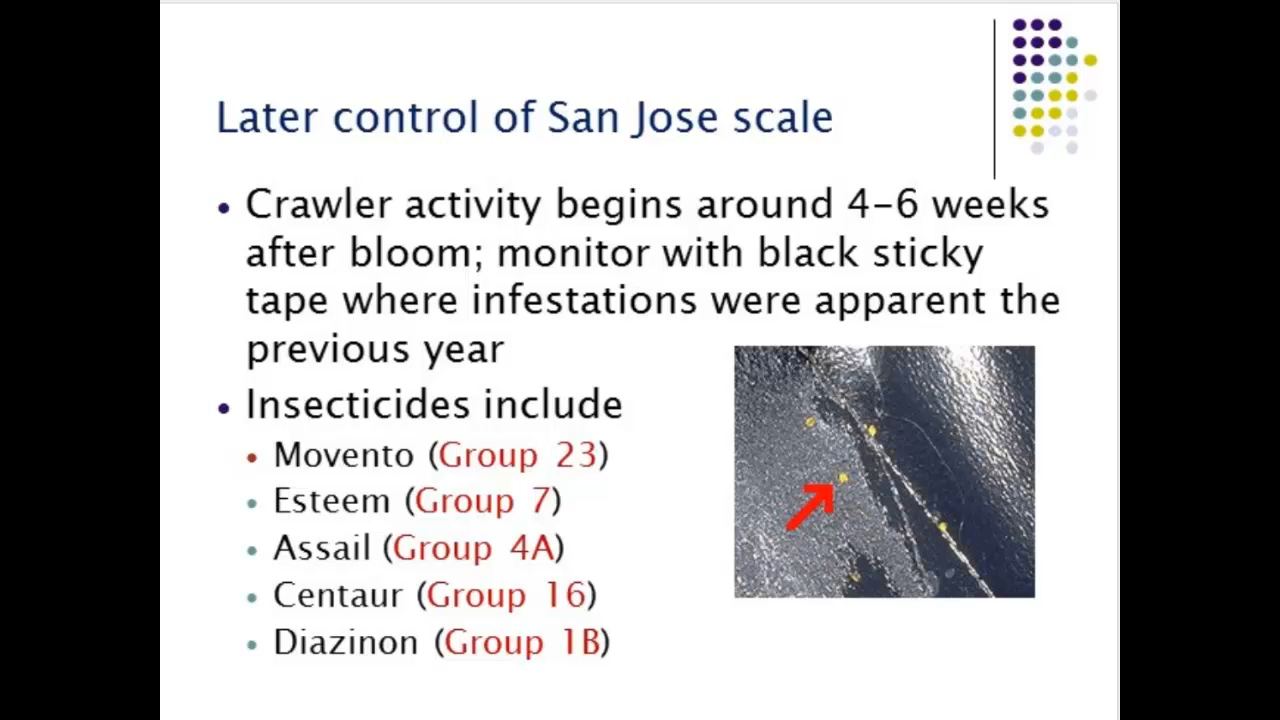 Later control of San Jose scale
• Crawler activity begins around 4-6 weeks
after bloom; monitor with black sticky
tape where infestations were apparent the
previous year
• Insecticides include
• Movento (Group 23)
• Esteem (Group 7)
• Assail (Group 4A)
• Centaur (Group 16)
• Diazinon (Group 1B)